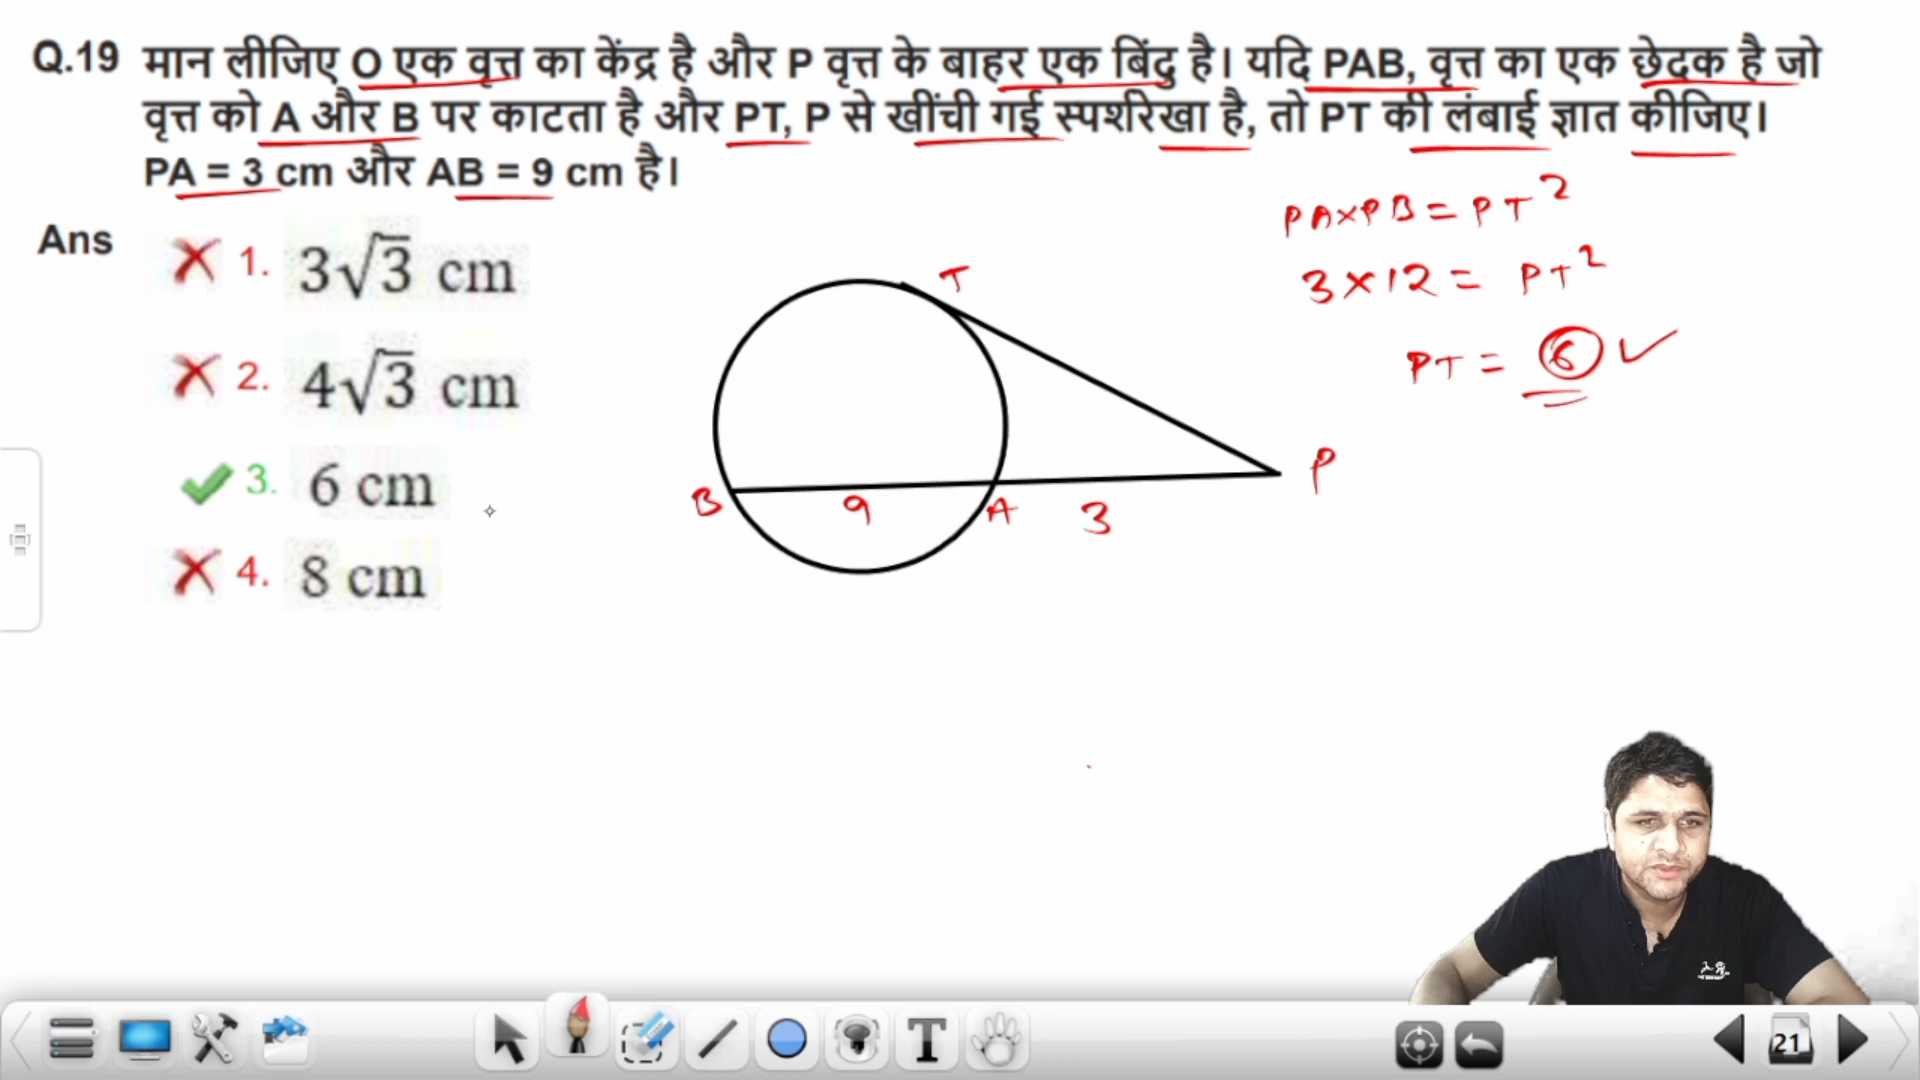 Q.19 मान लीजिए O एक वृत्त का केंद्र है और P वृत्त के बाहर एक बिंदु है। यदि PAB, वृत्त का एक छेदक है जो
वृत्त को A और B पर काटता है और PT, P से खींची गई स्पर्शरेखा है, तो PT की लंबाई ज्ञात कीजिए।
PA = 3 cm और AB = 9 cm है।
PA×PB = PT²
3×12 = PT²
PT = 6
Ans
1. 3√3 cm
2. 4√3 cm
3. 6 cm
4. 8 cm
T
P
B 9 A 3
T
21